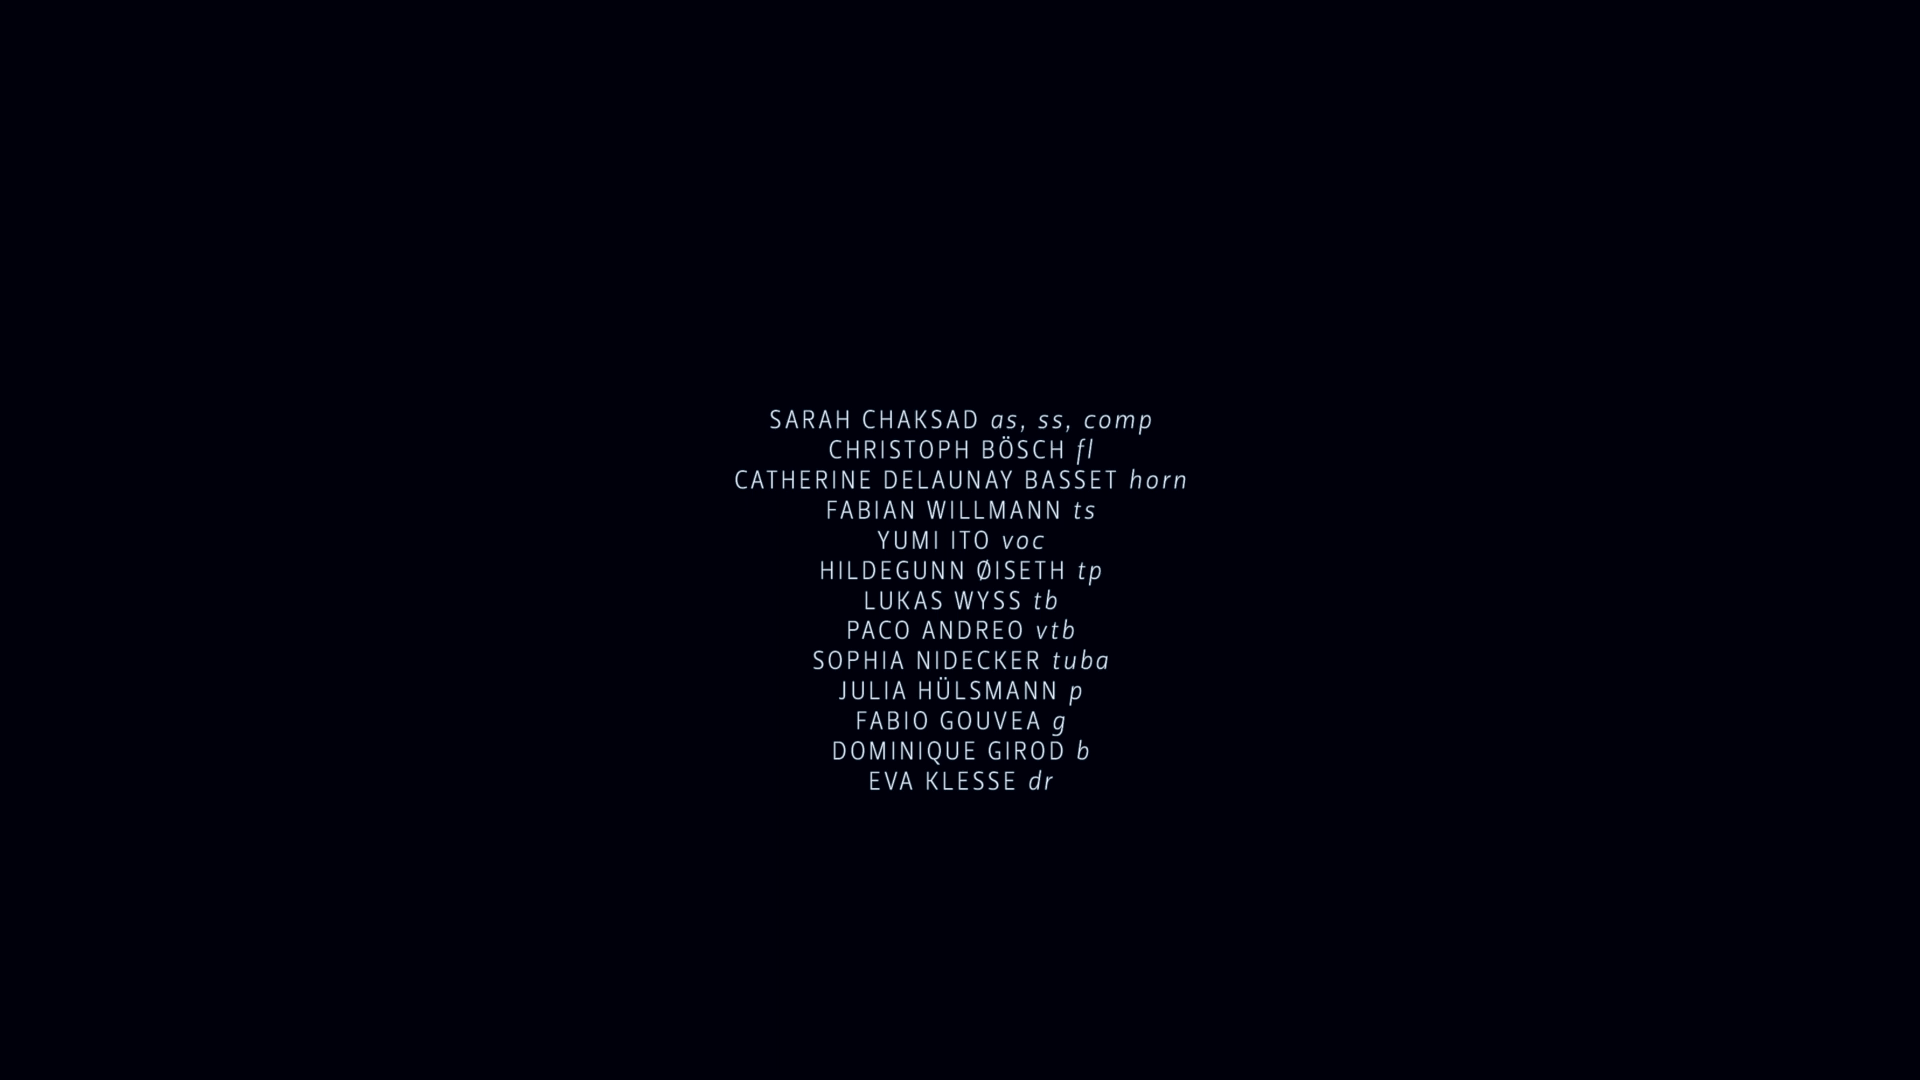 SARAH CHAKSAD as, ss, comp
CHRISTOPH BÖSCH fl
CATHERINE DELAUNAY BASSET horn
FABIAN WILLMANN ts
YUMI ITO voc
HILDEGUNN ØISETH tp
LUKAS WYSS tb
PACO ANDREO vtb
SOPHIA NIDECKER tuba
JULIA HÜLSMANN p
FABIO GOUVEA g
DOMINIQUE GIROD b
EVA KLESSE dr